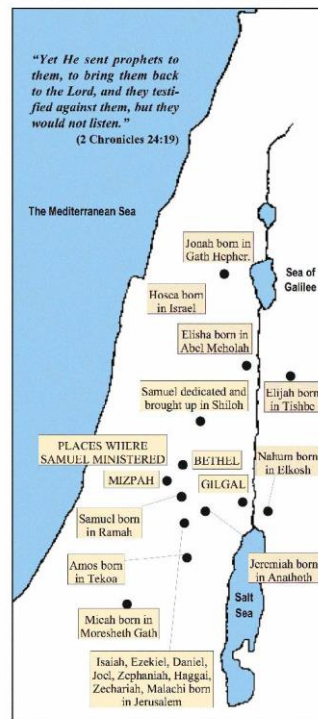 “Yet He sent prophets to
them, to bring them back
to the Lord, and they testi-
fied against them, but they
would not listen.”
(2 Chronicles 24:19)
The Mediterranean Sea
Jonah born in
Gath Hepher.
Sea of
Galilee
Hosea born
in Israel
Elisha born in
Abel Meholah
Elijah born
in Tishbe
Samuel dedicated and
brought up in Shiloh
PLACES WHERE
SAMUEL MINISTERED
BETHEL
Nahum born
in Elkosh
MIZPAH
GILGAL
Samuel born
in Ramah
Amos born
in Tekoa
Jeremiah born
in Anathoth
Salt
Sea
Micah born in
Moresheth Gath
Isaiah, Ezekiel, Daniel,
Joel, Zephaniah, Haggai,
Zechariah, Malachi born
in Jerusalem